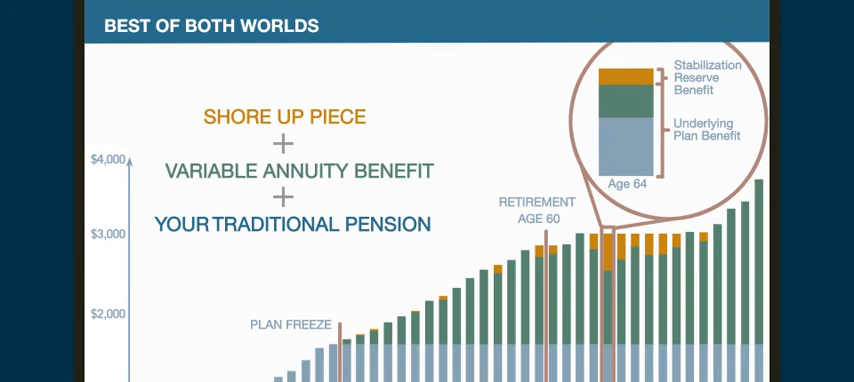 BEST OF BOTH WORLDS
SHORE UP PIECE
+
VARIABLE ANNUITY BENEFIT
+
YOUR TRADITIONAL PENSION
Stabilization
Reserve
Benefit
Underlying
Plan Benefit
Age 64
RETIREMENT
AGE 60
PLAN FREEZE
$4,000
$3,000
$2,000